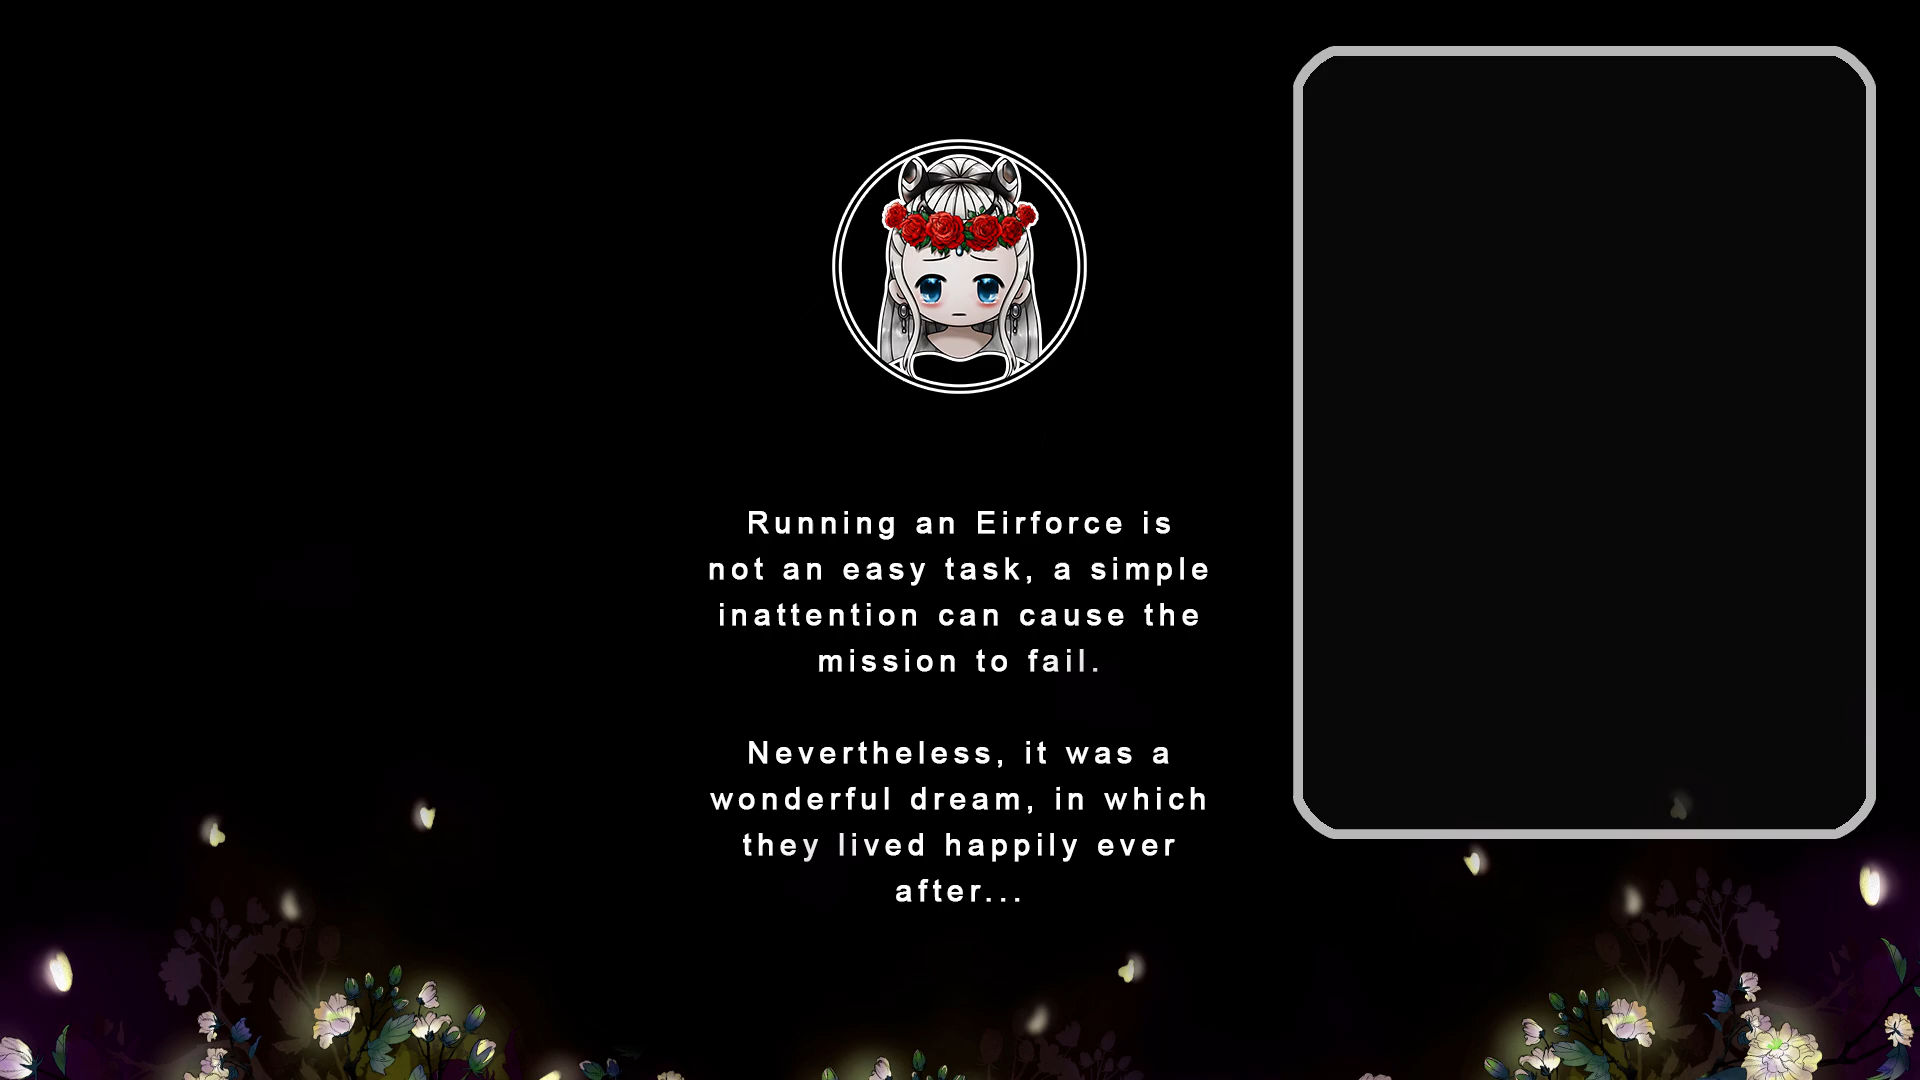 Running an Eirforce is
not an easy task, a simple
inattention can cause the
mission to fail.
Nevertheless, it was a
wonderful dream, in which
they lived happily ever
after...